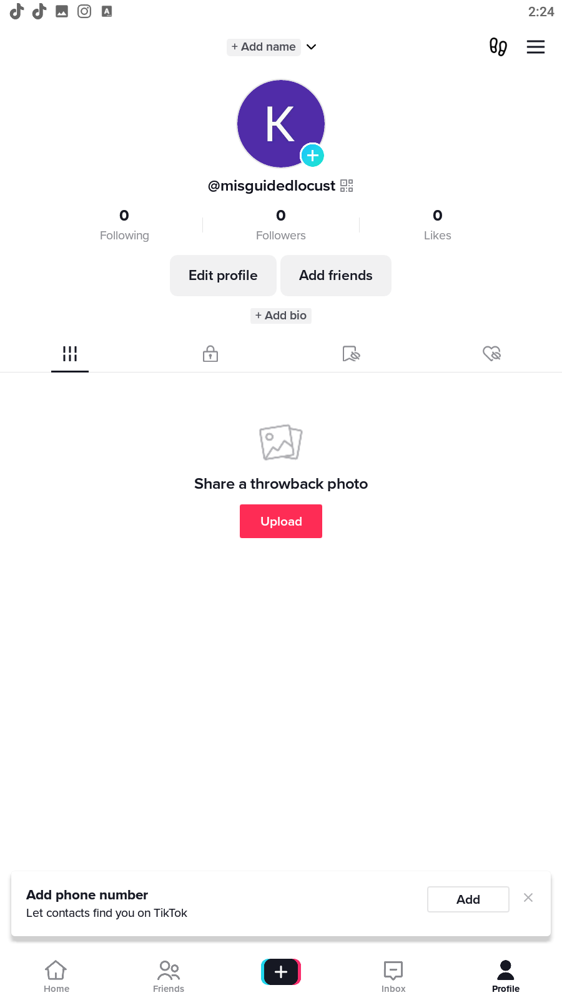 2:24
+ Add name
K
@misguidedlocust
0 0 0
Following Followers Likes
Edit profile Add friends
+ Add bio
Share a throwback photo
Upload
Add phone number
Let contacts find you on TikTok
Add
Home Friends Inbox Profile